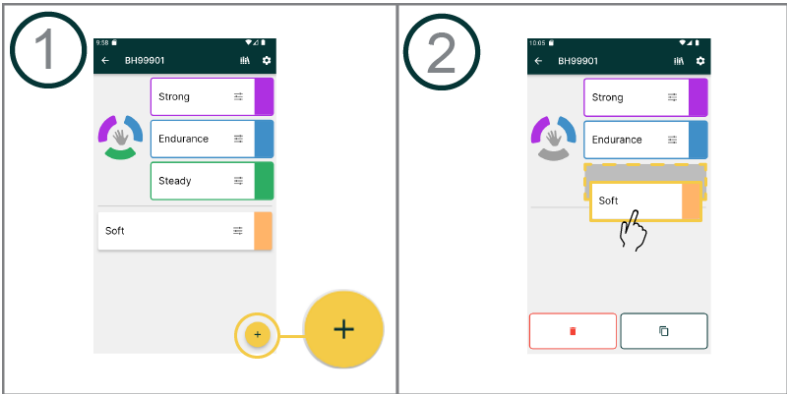 1
9:58
BH99901
Strong
Endurance
Steady
Soft
+
+
2
10:05
BH99901
Strong
Endurance
Soft